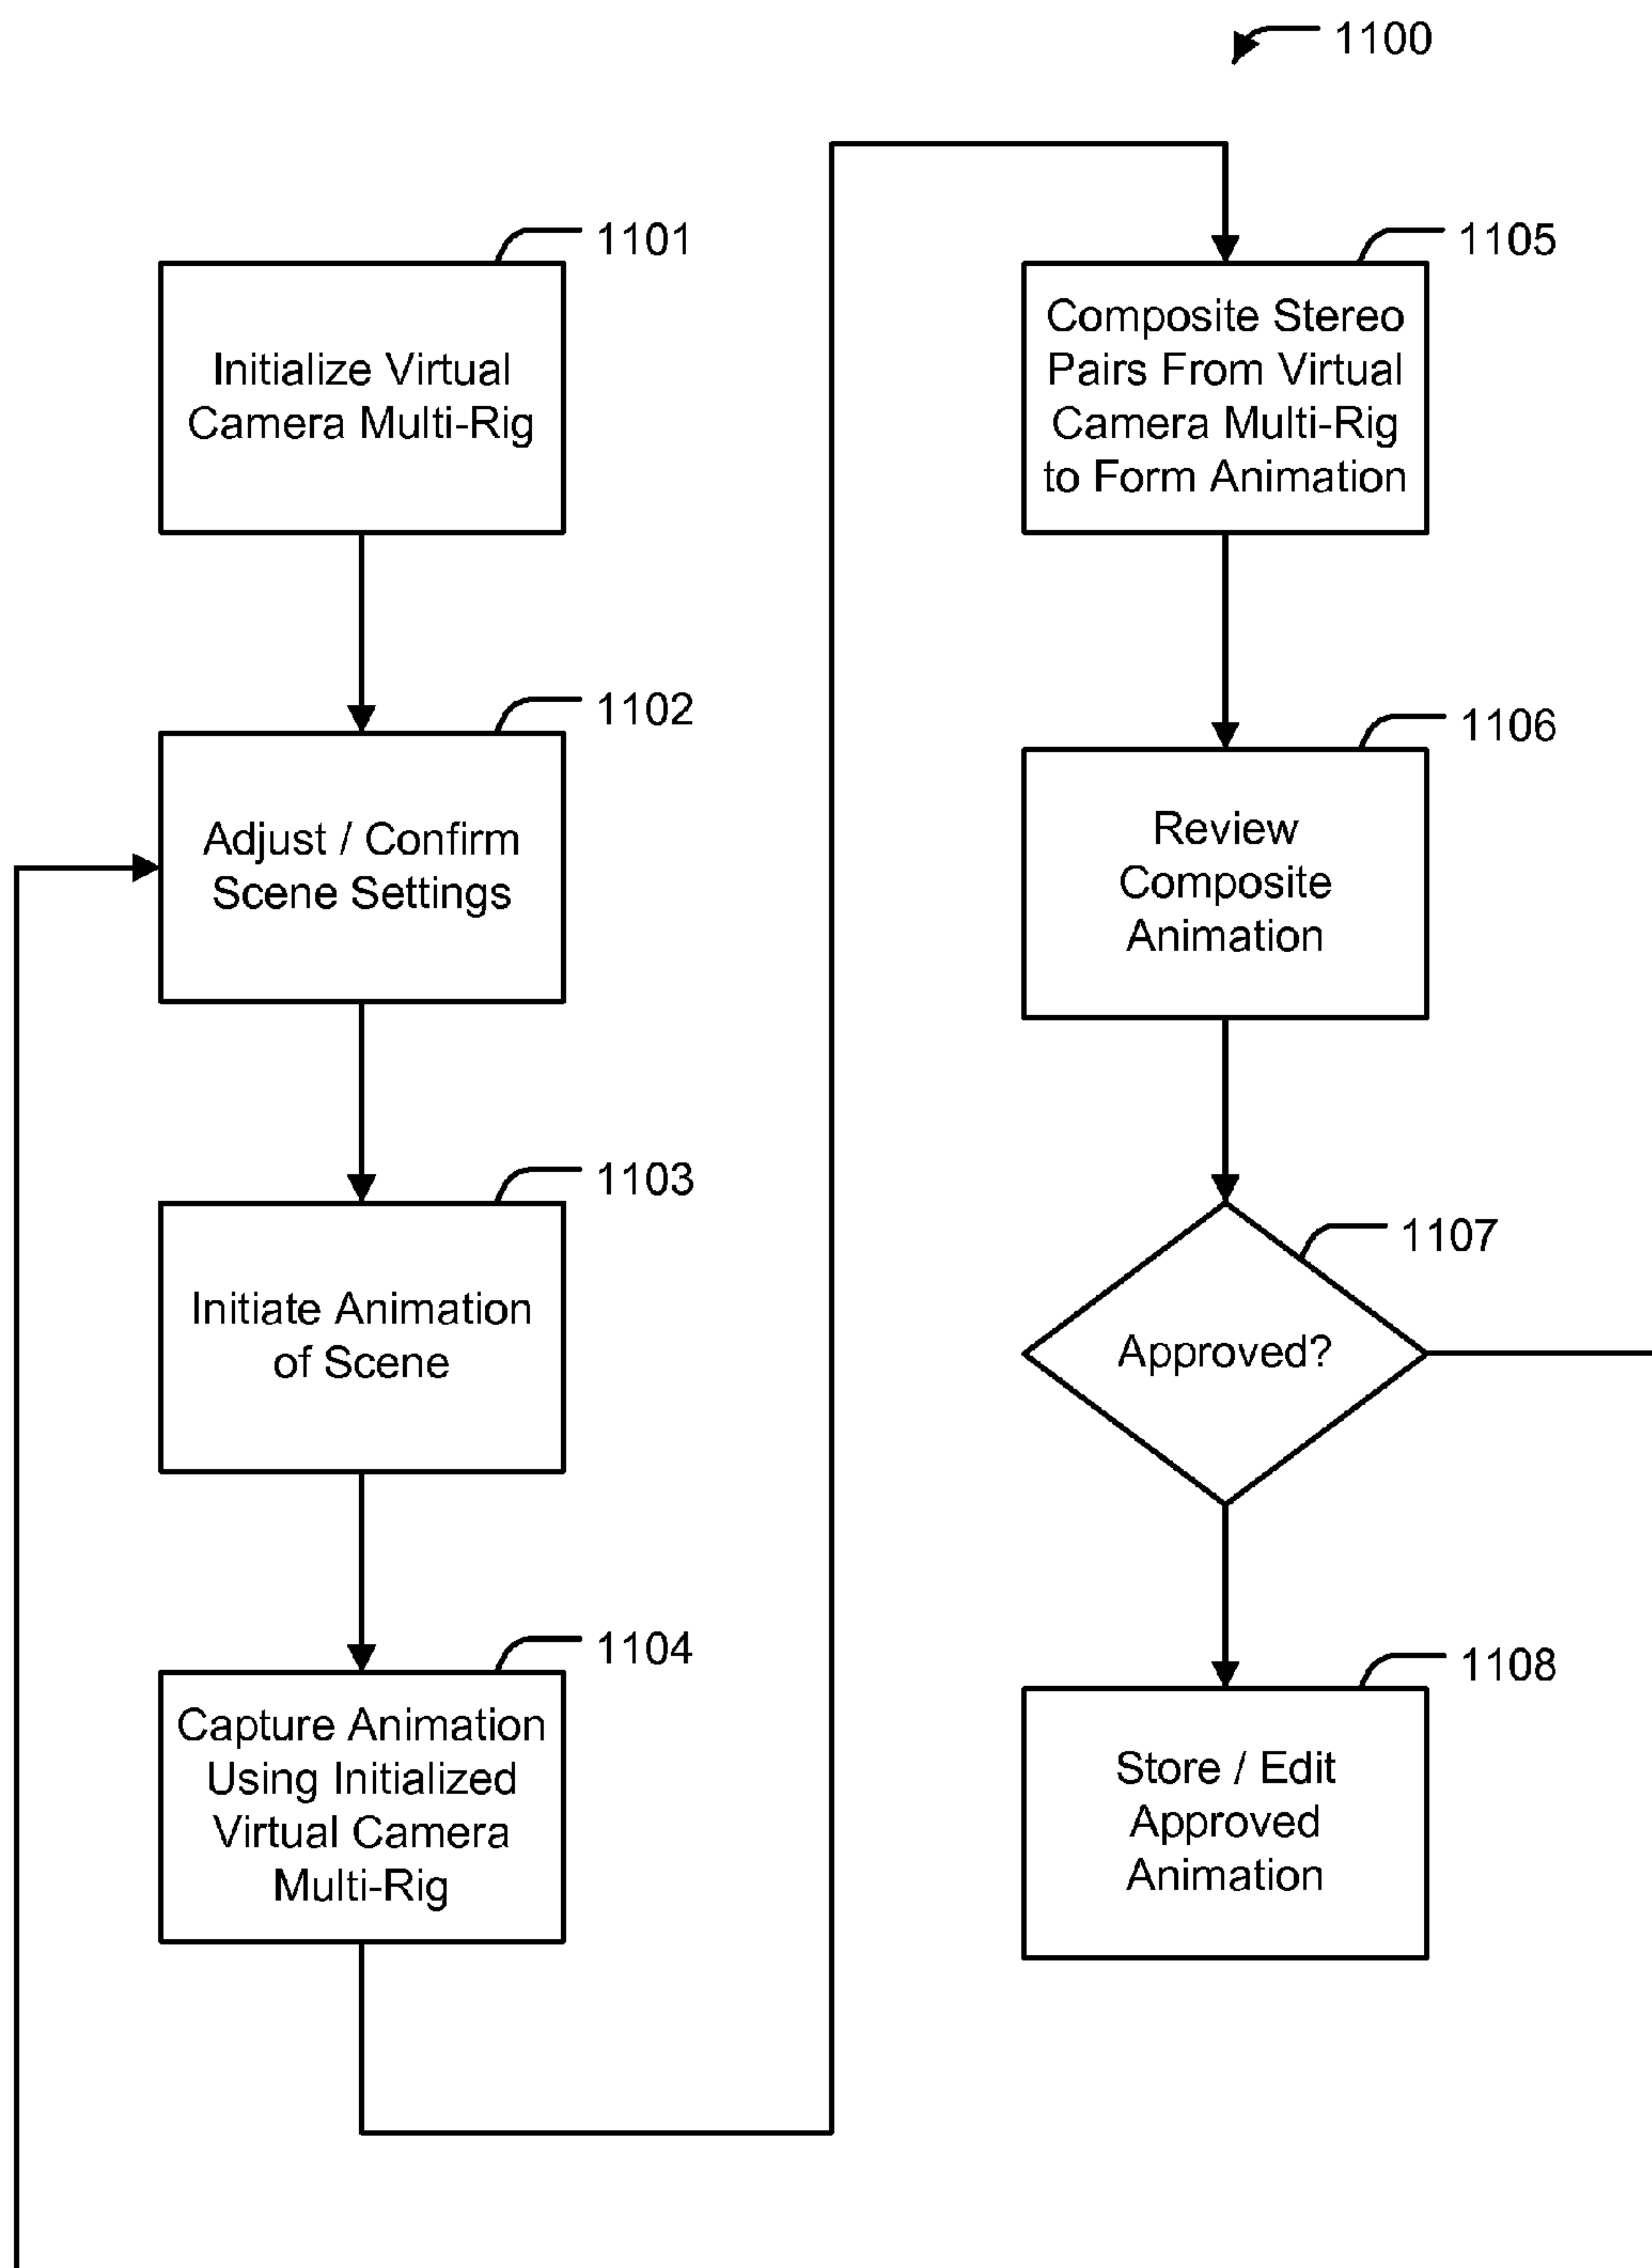 1100
1101
Initialize Virtual
Camera Multi-Rig
1102
Adjust / Confirm
Scene Settings
1103
Initiate Animation
of Scene
1104
Capture Animation
Using Initialized
Virtual Camera
Multi-Rig
1105
Composite Stereo
Pairs From Virtual
Camera Multi-Rig
to Form Animation
1106
Review
Composite
Animation
1107
Approved?
1108
Store / Edit
Approved
Animation